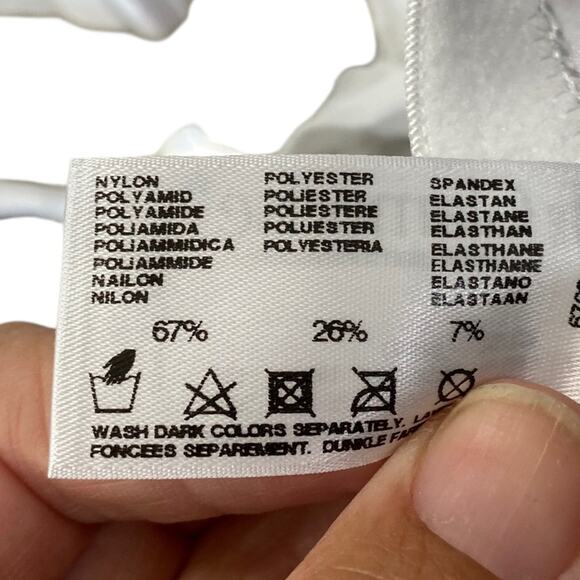 NYLON
POLYAMID
POLYAMIDE
POLIAMIDA
POLIAMMIDICA
POLIAMMIDE
NAILON
NILON
67%
POLYESTER
POLIESTER
POLIESTERE
POLUESTER
POLYESTERIA
26%
SPANDEX
ELASTAN
ELASTANE
ELASTHAN
ELASTHANE
ELASTHANNE
ELASTANO
ELASTAAN
7%
WASH DARK COLORS SEPARATELY.
FONCEES SEPAREMENT. DUNKLE